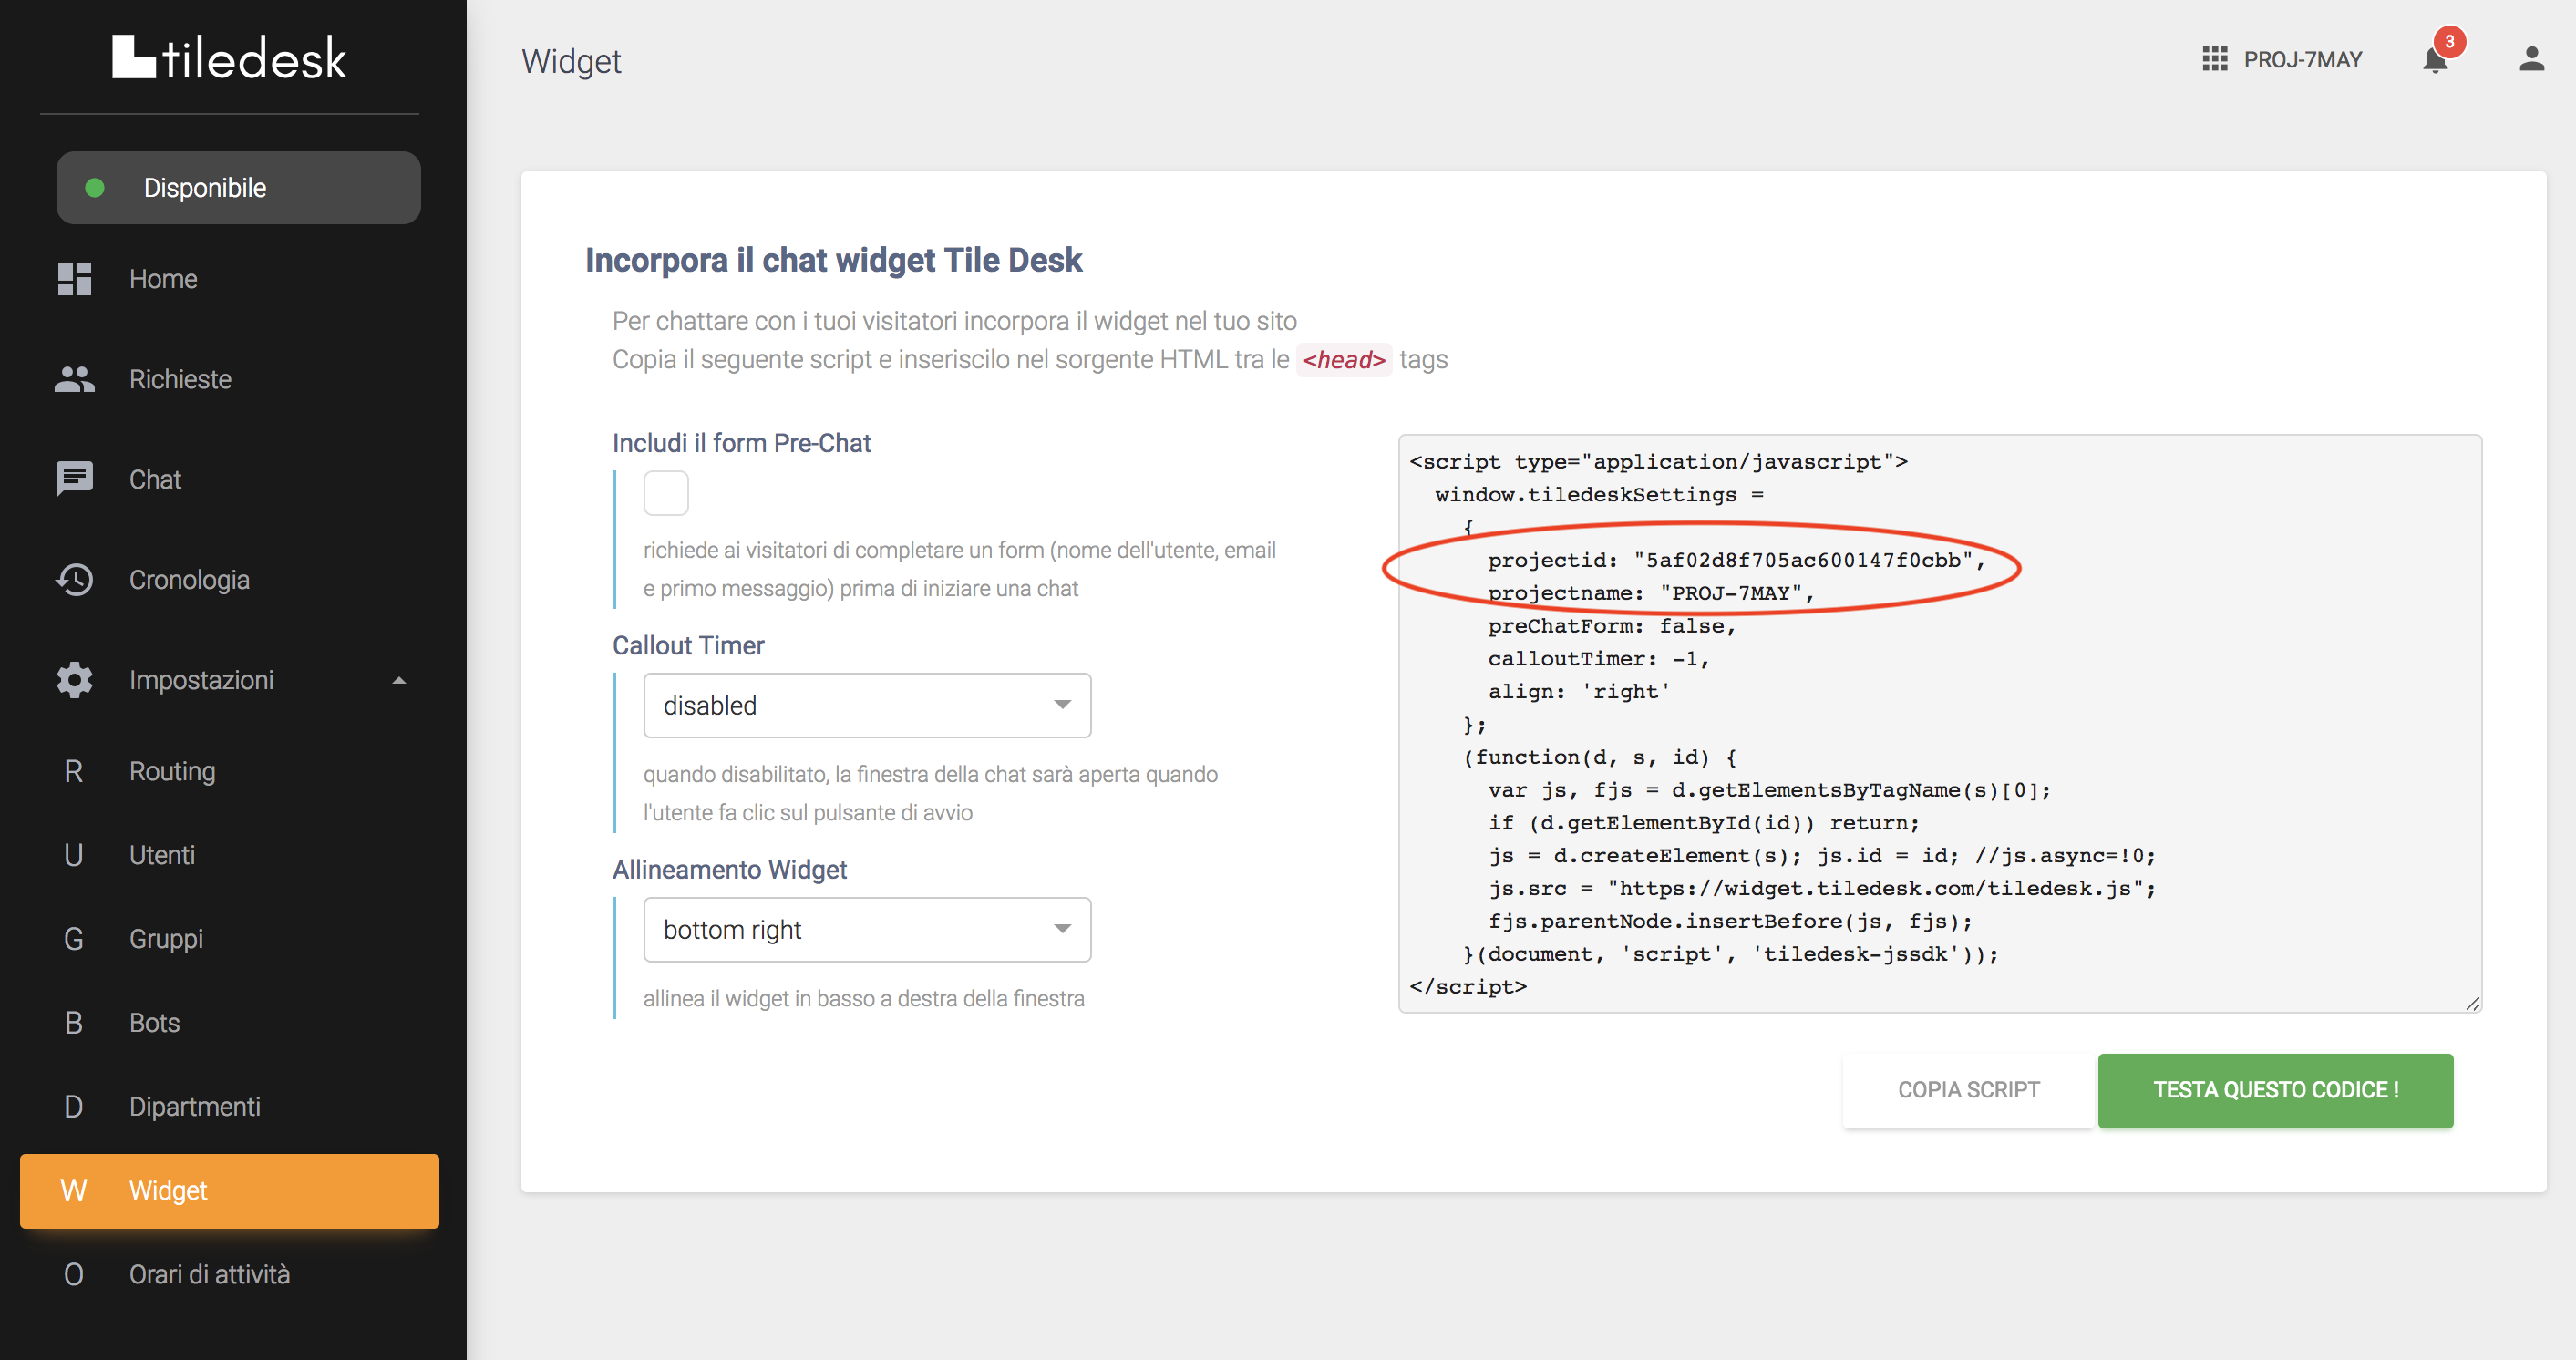 tiledesk
Disponibile
Home
Richieste
Chat
Cronologia
Impostazioni
R Routing
U Utenti
G Gruppi
B Bots
D Dipartmenti
W Widget
O Orari di attività
Widget
PROJ-7MAY
3
Incorpora il chat widget Tile Desk
Per chattare con i tuoi visitatori incorpora il widget nel tuo sito
Copia il seguente script e inseriscilo nel sorgente HTML tra le <head> tags
Includi il form Pre-Chat
richiede ai visitatori di completare un form (nome dell'utente, email
e primo messaggio) prima di iniziare una chat
Callout Timer
disabled
quando disabilitato, la finestra della chat sarà aperta quando
l'utente fa clic sul pulsante di avvio
Allineamento Widget
bottom right
allinea il widget in basso a destra della finestra
<script type="application/javascript">
window.tiledeskSettings =
{
projectid: "5af02d8f705ac600147f0cbb",
projectname: "PROJ-7MAY",
preChatForm: false,
calloutTimer: -1,
align: 'right'
};
(function(d, s, id) {
var js, fjs = d.getElementsByTagName(s)[0];
if (d.getElementById(id)) return;
js = d.createElement(s); js.id = id; //js.async=!0;
js.src = "https://widget.tiledesk.com/tiledesk.js";
fjs.parentNode.insertBefore(js, fjs);
}(document, 'script', 'tiledesk-jssdk'));
</script>
COPIA SCRIPT
TESTA QUESTO CODICE !